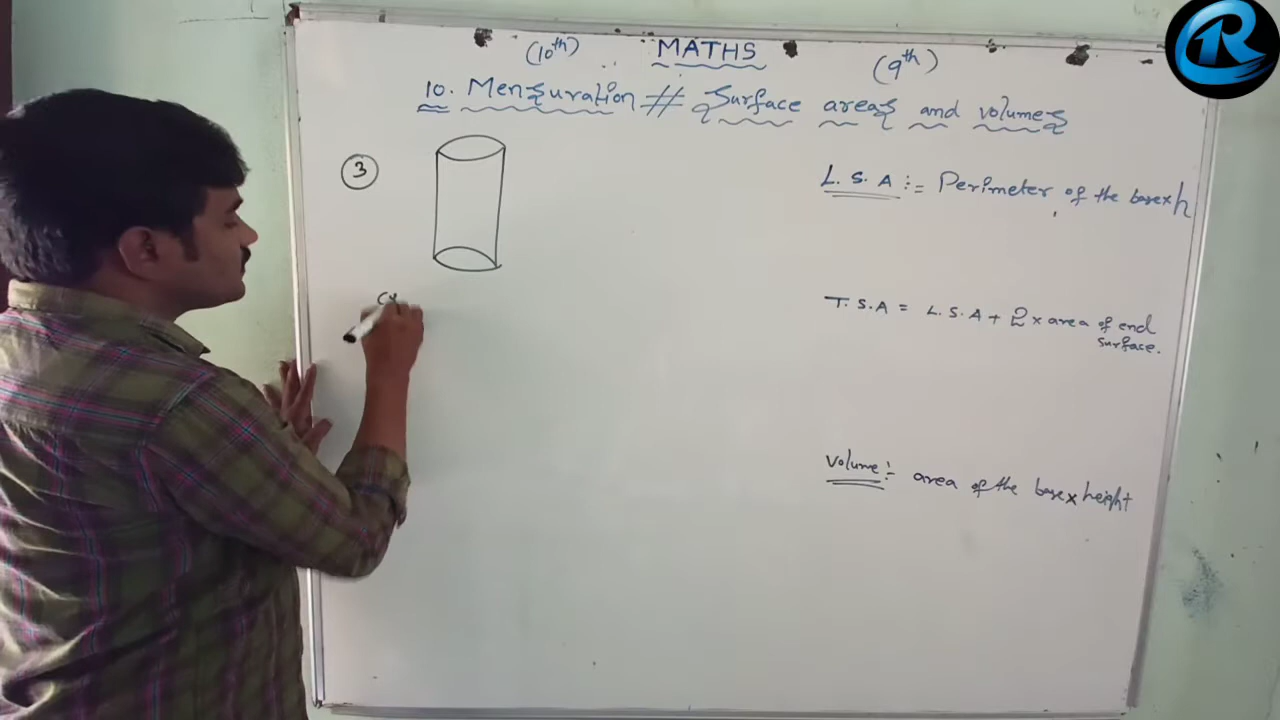 (10th) MATHS (9th)
10. Mensuration // Surface areas and volumes
3
L.S.A := Perimeter of the base×h
T.S.A = L.S.A + 2 × area of end
surface.
Volume:- area of the base×height
Cy
R